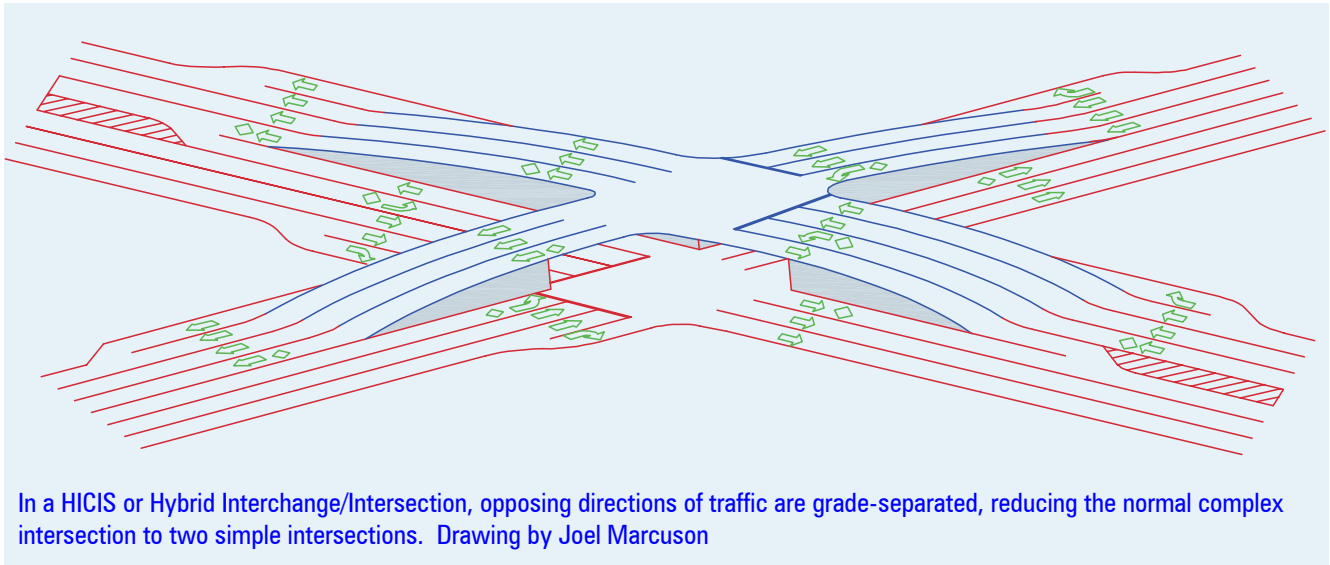 In a HICIS or Hybrid Interchange/Intersection, opposing directions of traffic are grade-separated, reducing the normal complex
intersection to two simple intersections.  Drawing by Joel Marcuson